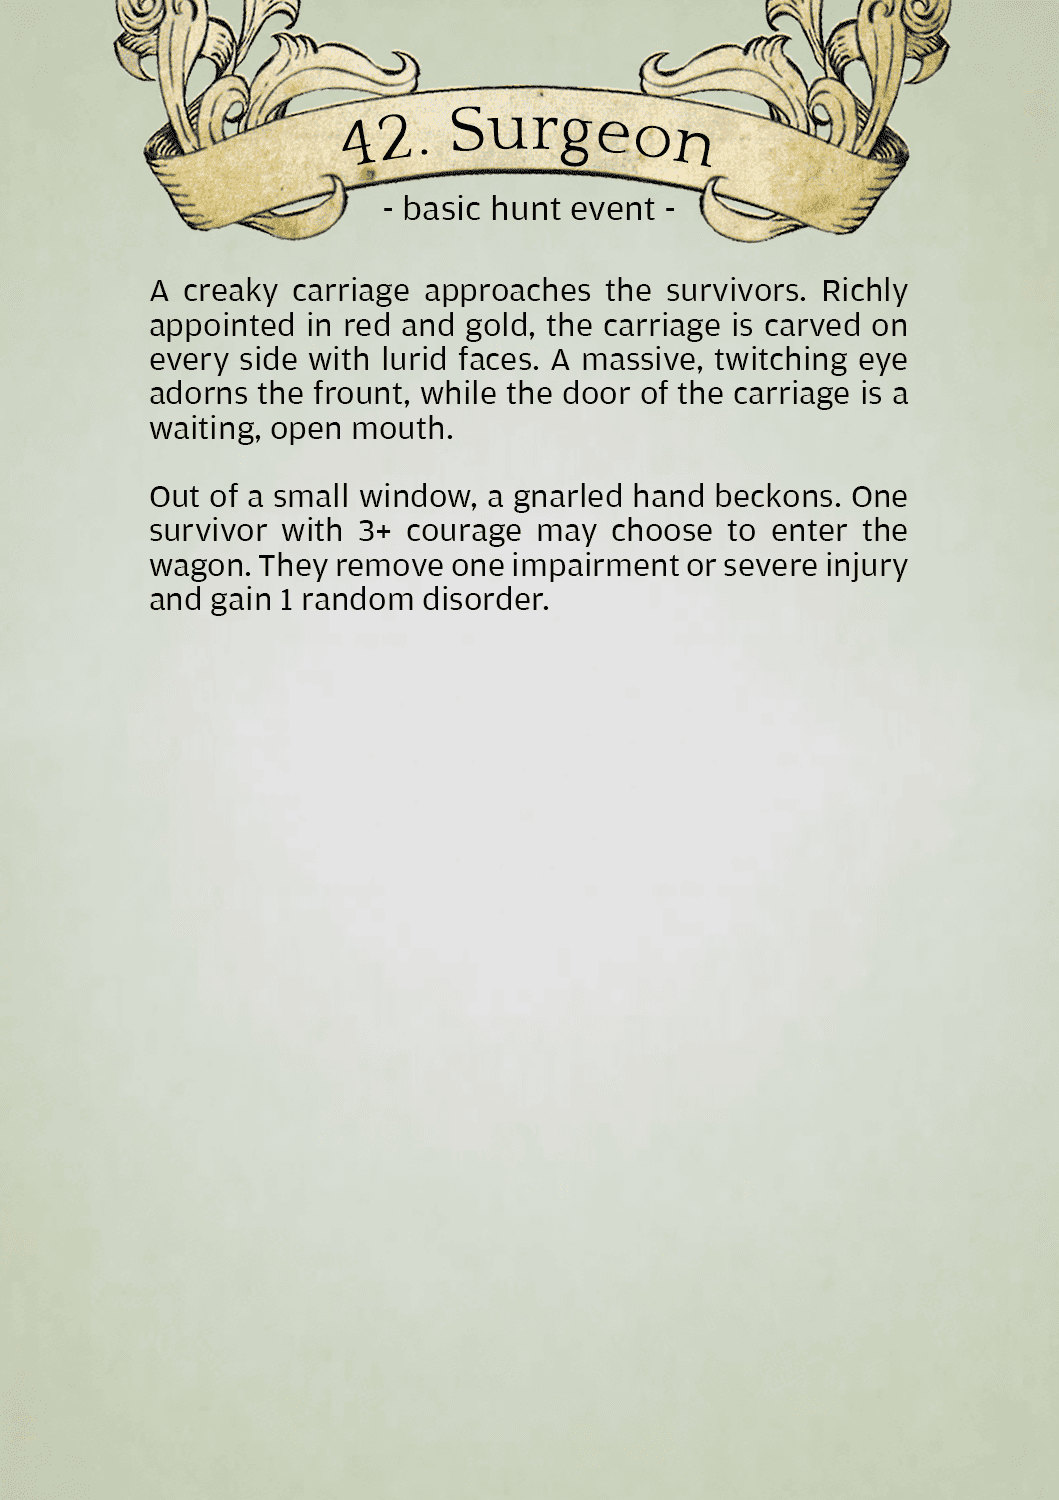 42. Surgeon
- basic hunt event -
A creaky carriage approaches the survivors. Richly
appointed in red and gold, the carriage is carved on
every side with lurid faces. A massive, twitching eye
adorns the frount, while the door of the carriage is a
waiting, open mouth.
Out of a small window, a gnarled hand beckons. One
survivor with 3+ courage may choose to enter the
wagon. They remove one impairment or severe injury
and gain 1 random disorder.